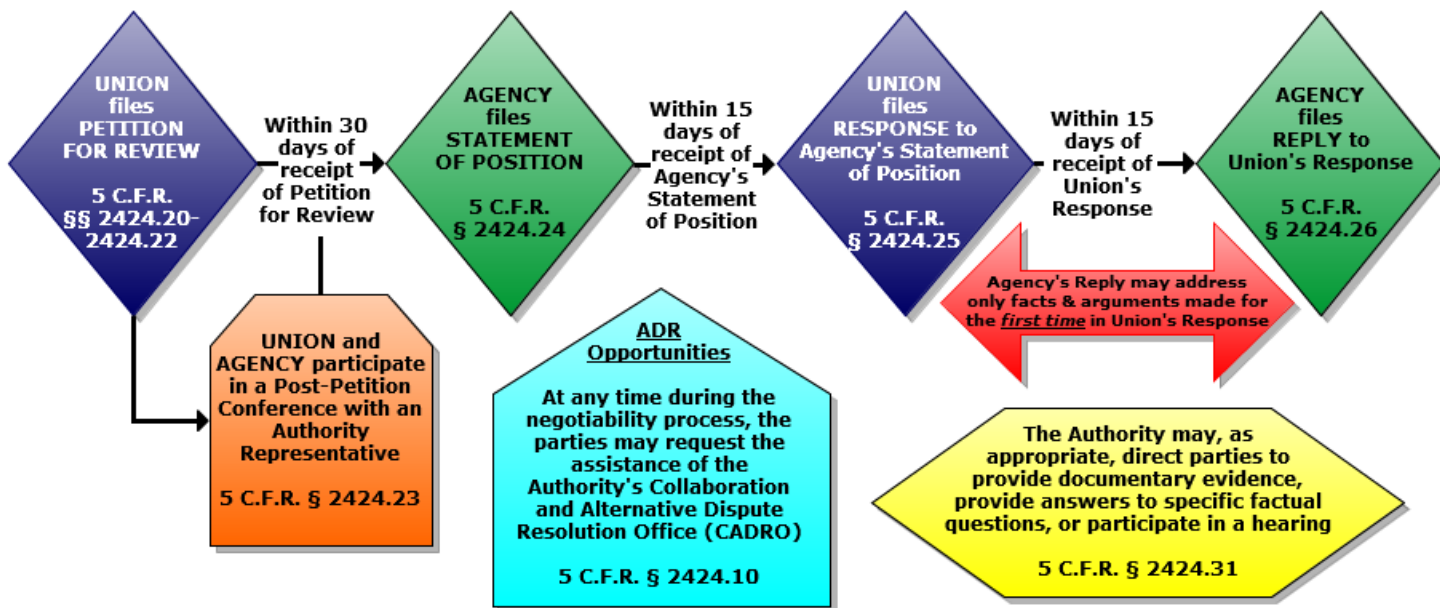 UNION
files
PETITION
FOR REVIEW
5 C.F.R.
§§ 2424.20-
2424.22
Within 30
days of
receipt
of Petition
for Review
AGENCY
files
STATEMENT
OF POSITION
5 C.F.R.
§ 2424.24
Within 15
days of
receipt of
Agency's
Statement
of Position
UNION
files
RESPONSE to
Agency's Statement
of Position
5 C.F.R.
§ 2424.25
Within 15
days of
receipt of
Union's
Response
AGENCY
files
REPLY to
Union's Response
5 C.F.R.
§ 2424.26
Agency's Reply may address
only facts & arguments made for
the first time in Union's Response
UNION and
AGENCY participate
in a Post-Petition
Conference with an
Authority
Representative
5 C.F.R. § 2424.23
ADR
Opportunities
At any time during the
negotiability process, the
parties may request the
assistance of the
Authority's Collaboration
and Alternative Dispute
Resolution Office (CADRO)
5 C.F.R. § 2424.10
The Authority may, as
appropriate, direct parties to
provide documentary evidence,
provide answers to specific factual
questions, or participate in a hearing
5 C.F.R. § 2424.31